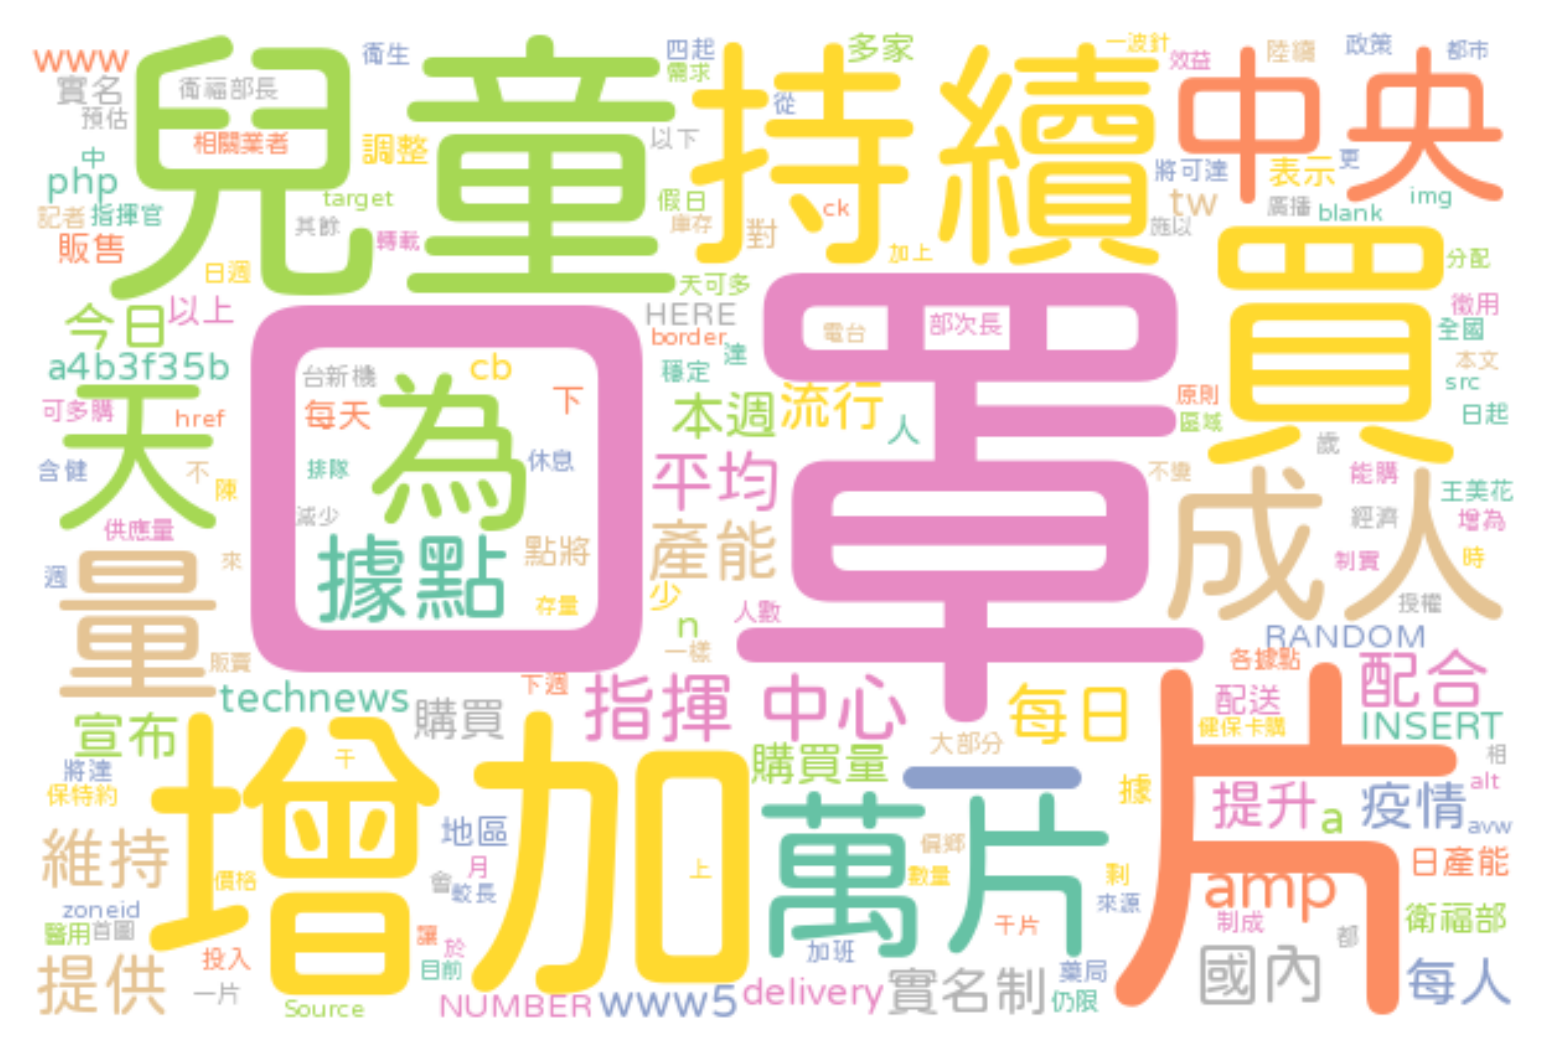 www
實名
預估
中
php
記者
指揮官
販售
日週
今日
以上
a4b3f35b
天
可多購
href
含健
不
陳
供應量
量
週
來
販賣
兒童
衛福部長
相關業者
衛生
調整
target
其餘
轉載
四起
需求
以下
假日
庫存
天可多
持續
從
對
ck
多家
加上
一波針
效益
中央
陸續
政策
都市
將可達
表示
更
tw
施以
廣播
blank
img
買
分配
徵用
全國
本文
src
日起
原則
區域
歲
HERE
border
達
穩定
口罩
電台
部次長
台新機
cb
每天
為
下
排隊
休息
減少
據點
點將
存量
本週
流行
人
平均
產能
少
n
人數
一樣
成人
不變
能購
王美花
經濟
增為
制實
時
授權
RANDOM
各據點
配合
配送
健保卡購
INSERT
相
technews
購買
下週
指揮
中心
每日
大部分
宣布
將達
保特約
增加
千
購買量
一
據
片
提升
a
疫情
alt
avw
維持
價格
地區
月
會
較長
上
萬片
偏鄉
數量
剩
來源
amp
日產能
制成
都
衛福部
zoneid
醫用
首圖
提供
投入
一片
Source
讓
於
目前
NUMBER
www5
加班
delivery
千片
實名制
藥局
仍限
國內
每人